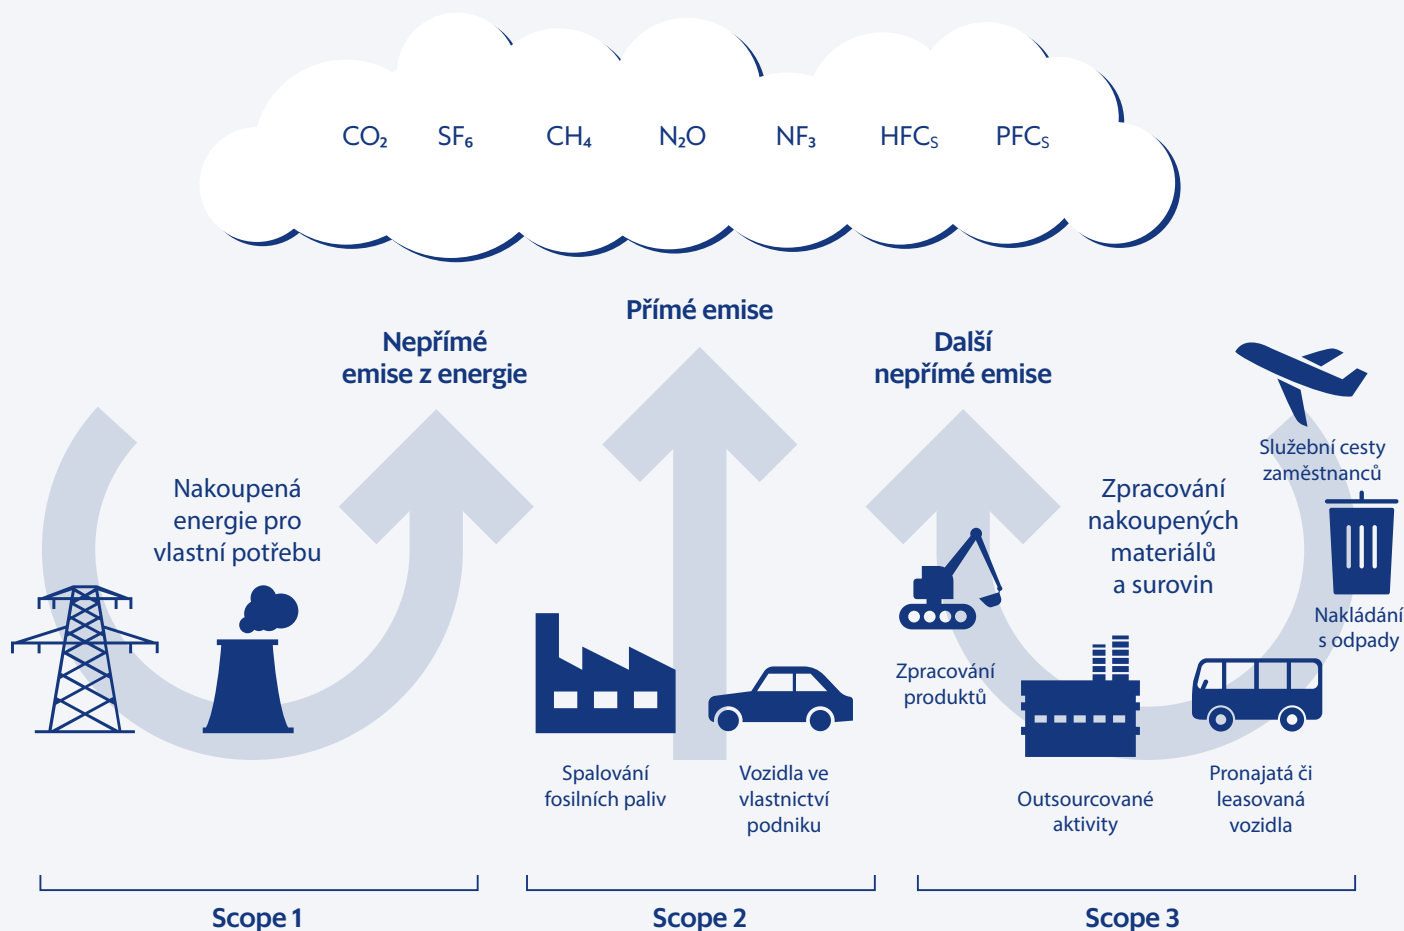 CO₂ SF₆ CH₄ N₂O NF₃ HFCₛ PFCₛ
Přímé emise
Nepřímé
emise z energie
Další
nepřímé emise
Nakoupená
energie pro
vlastní potřebu
Spalování
fosilních paliv
Vozidla ve
vlastnictví
podniku
Služební cesty
zaměstnanců
Zpracování
nakoupených
materiálů
a surovin
Nakládání
s odpady
Zpracování
produktů
Outsourcované
aktivity
Pronajatá či
leasovaná
vozidla
Scope 1
Scope 2
Scope 3